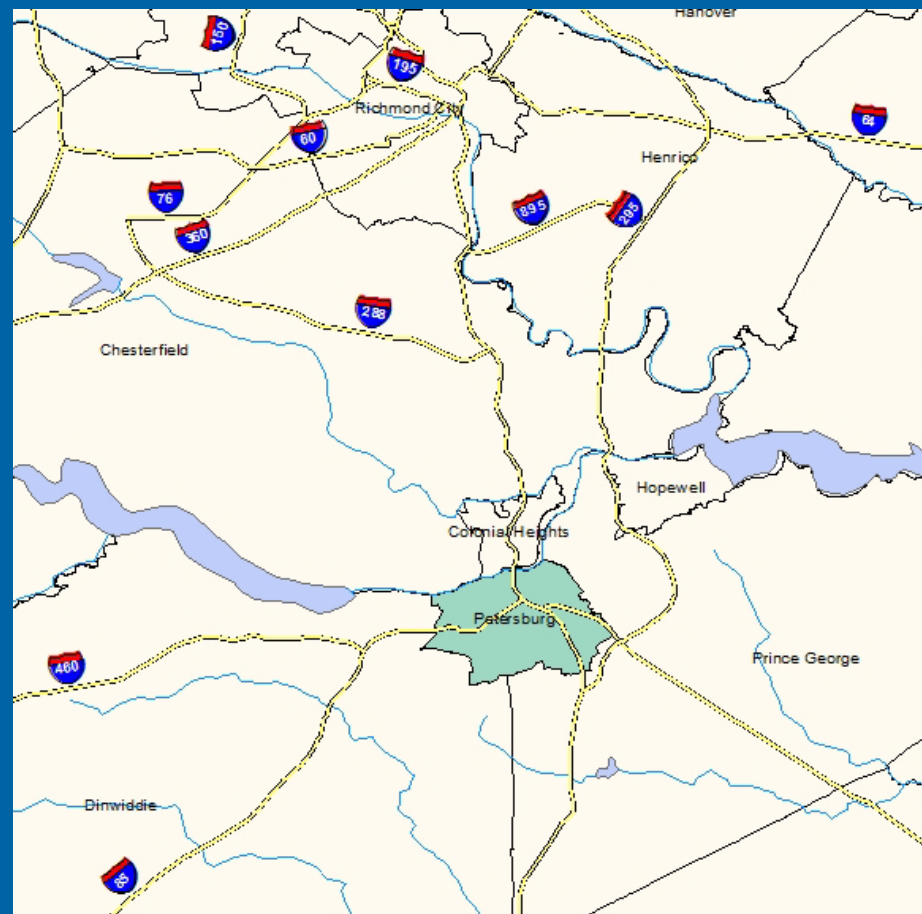 Hanover
150
195
Richmond City
64
60
Henrico
76
895
295
360
288
Chesterfield
Hopewell
Colonial Heights
Petersburg
460
Prince George
Dinwiddie
85